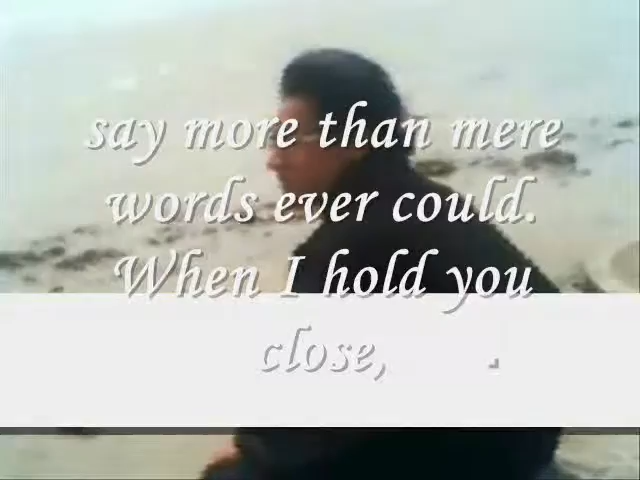 say more than mere
words ever could.
When I hold you
close, .